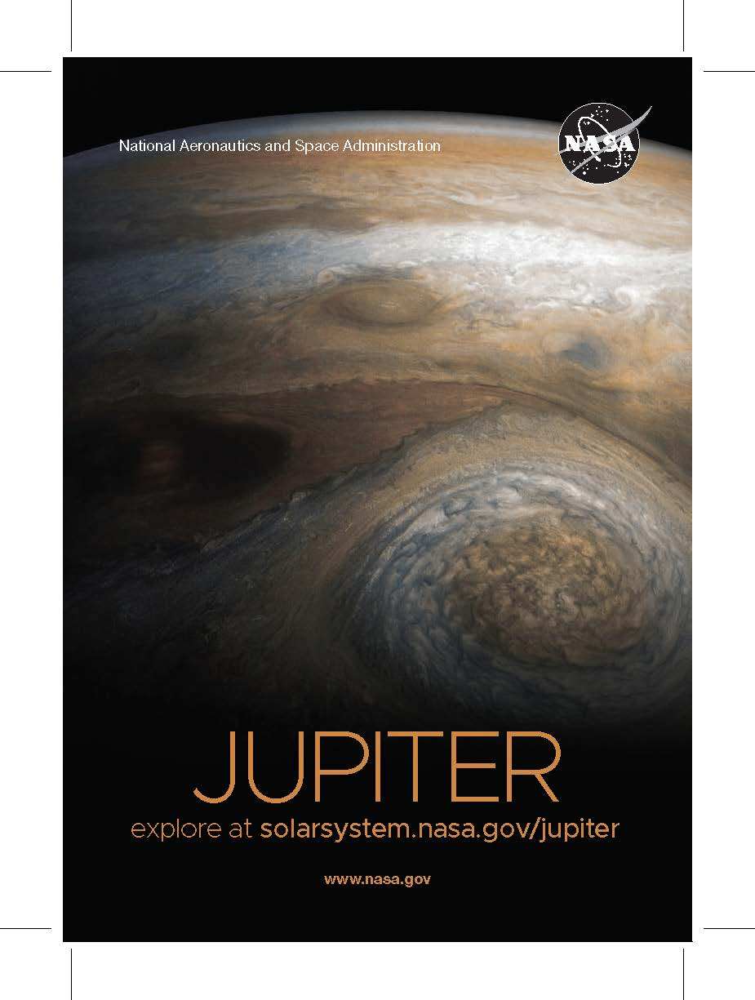 National Aeronautics and Space Administration
NASA
JUPITER
explore at solarsystem.nasa.gov/jupiter
www.nasa.gov